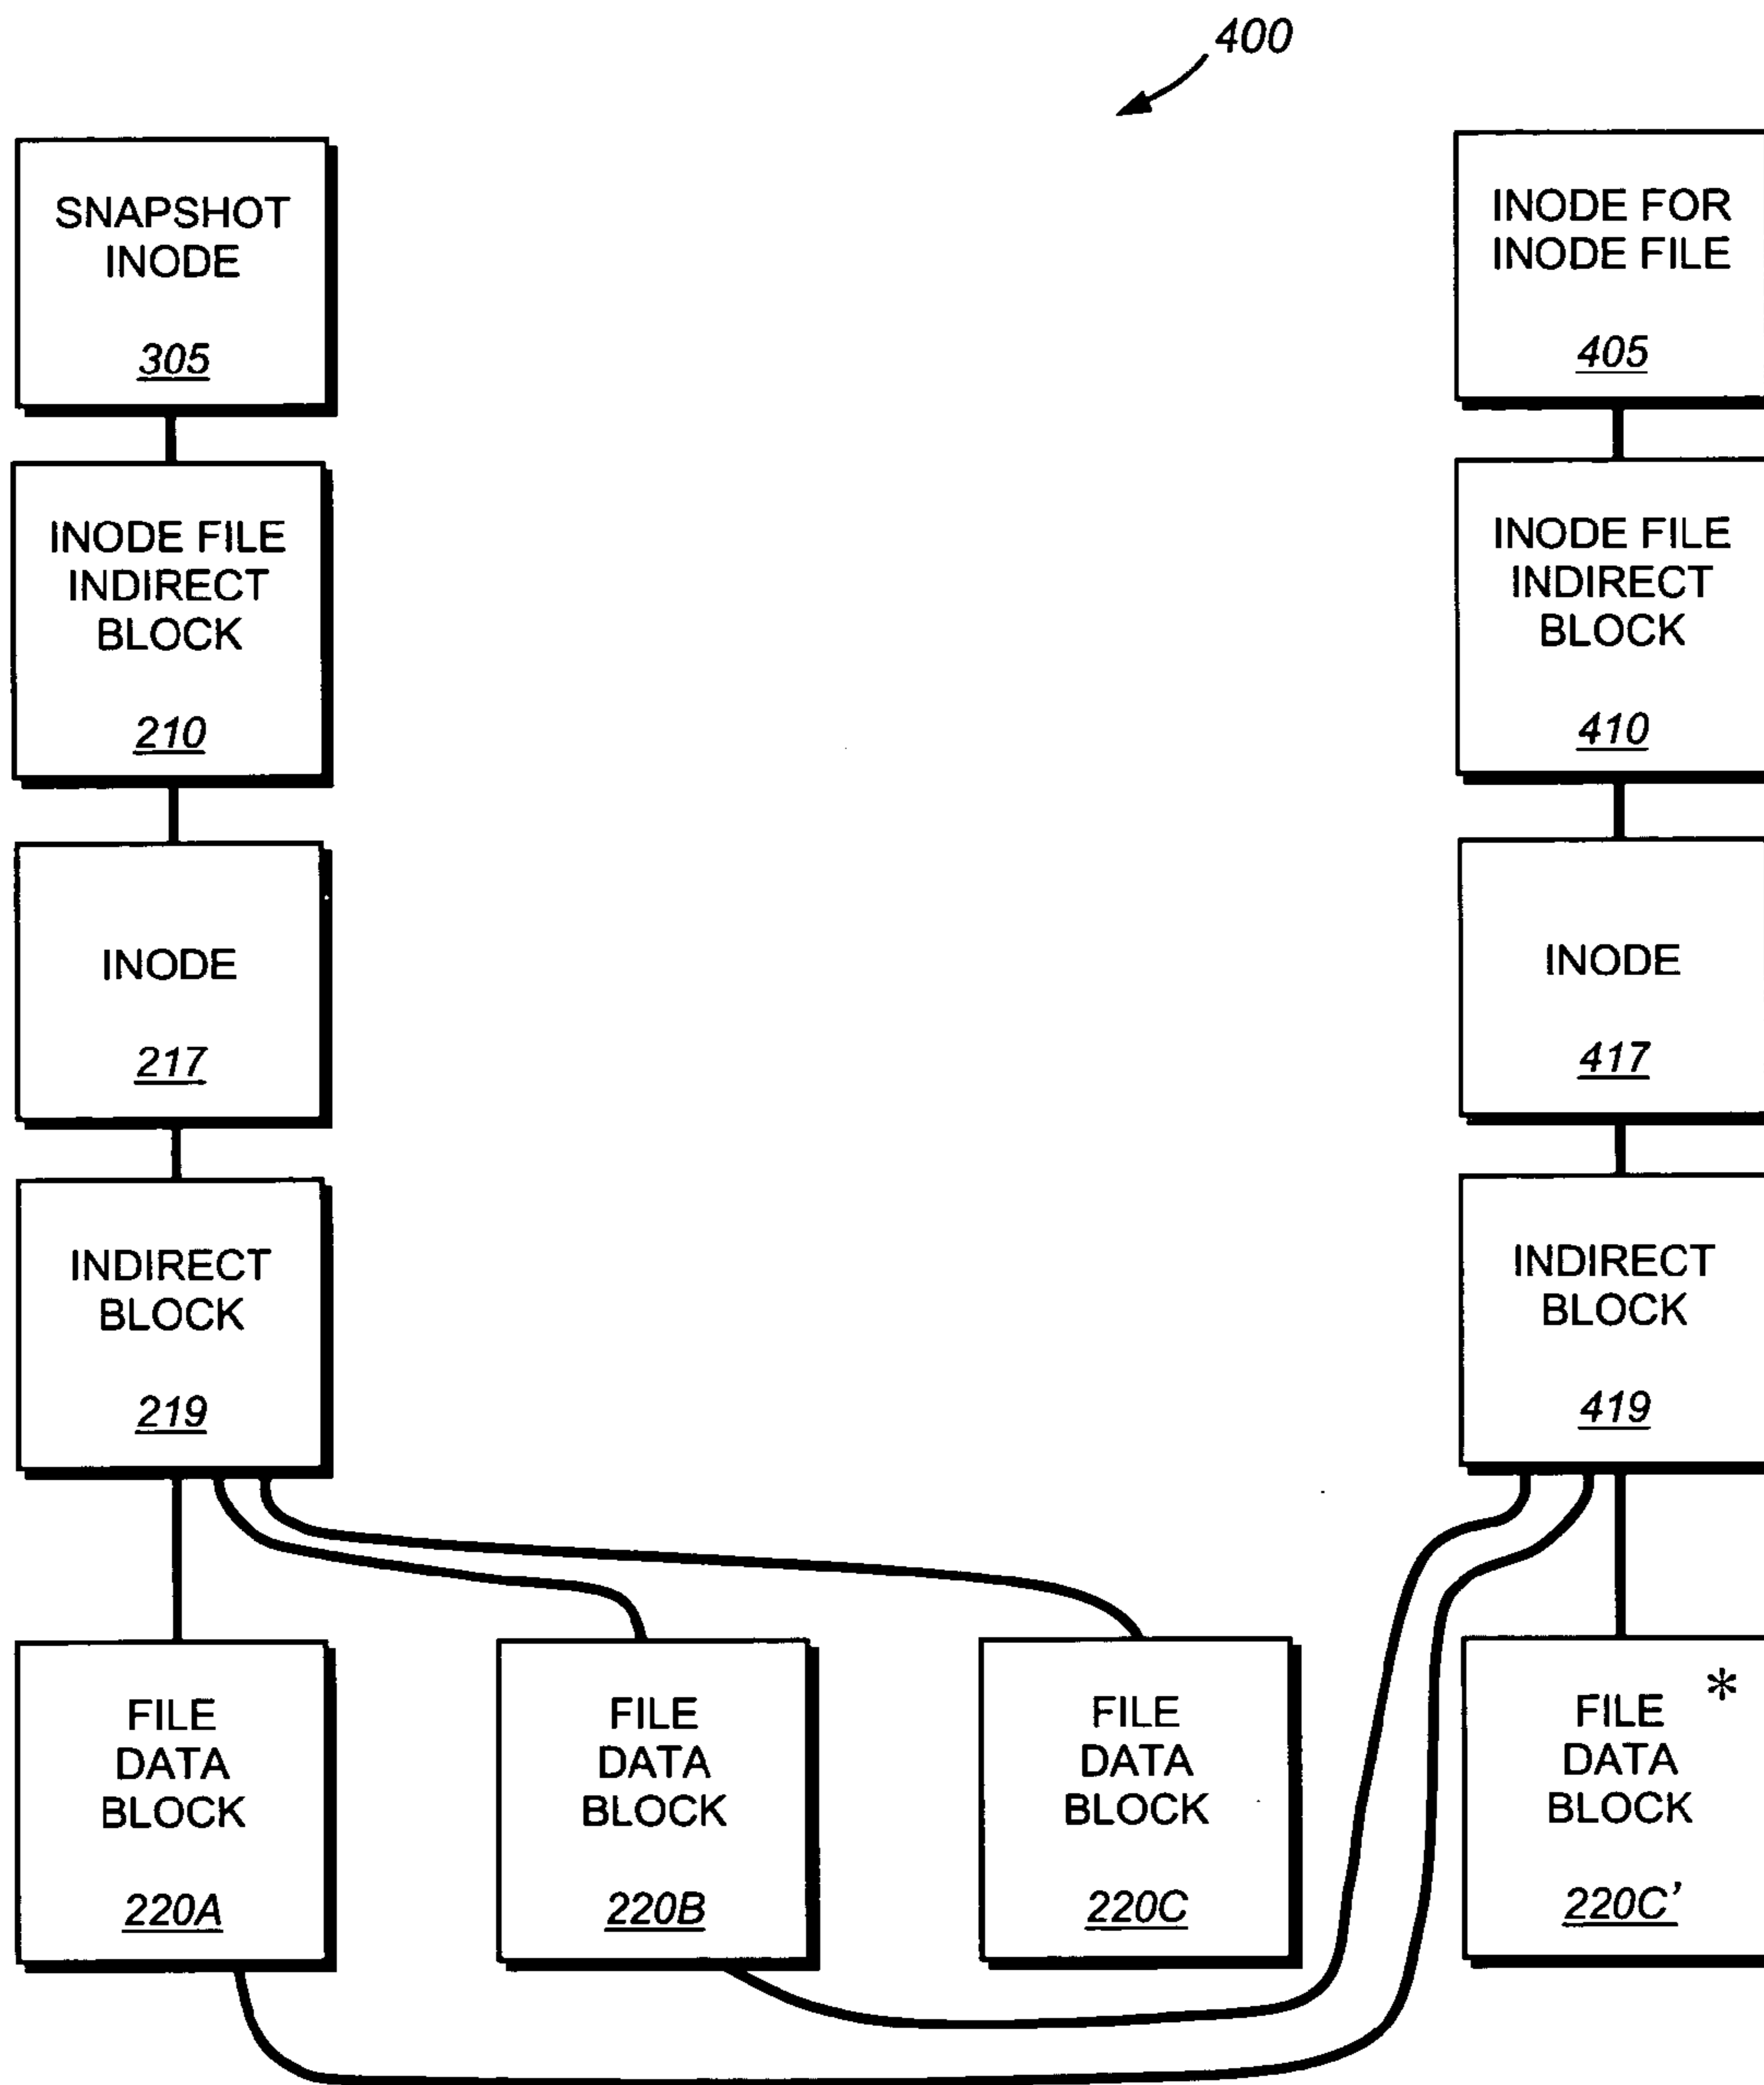 400
SNAPSHOT
INODE
305
INODE FOR
INODE FILE
405
INODE FILE
INDIRECT
BLOCK
210
INODE FILE
INDIRECT
BLOCK
410
INODE
217
INODE
417
INDIRECT
BLOCK
219
INDIRECT
BLOCK
419
FILE
DATA
BLOCK
220A
FILE
DATA
BLOCK
220B
FILE
DATA
BLOCK
220C
*
FILE
DATA
BLOCK
220C’